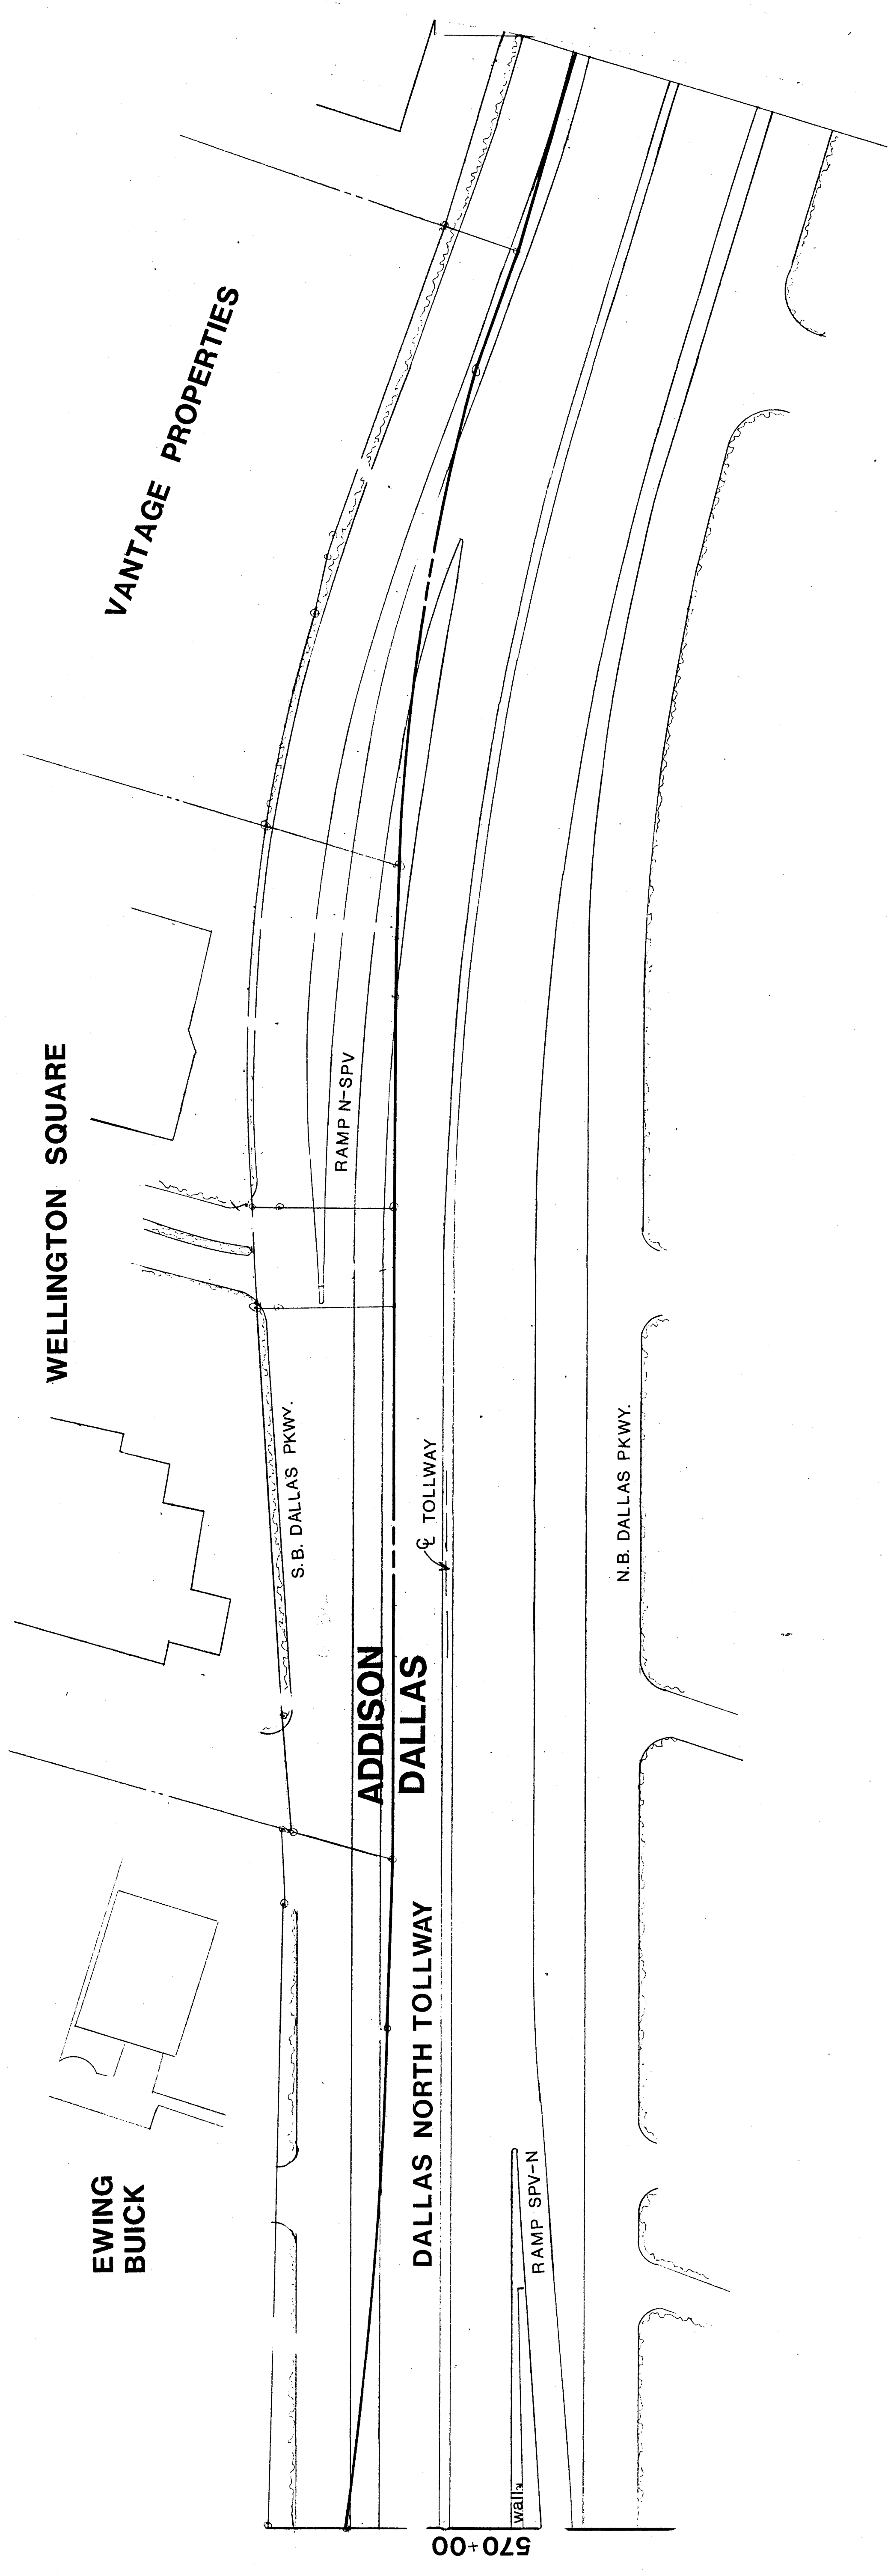 VANTAGE PROPERTIES
WELLINGTON SQUARE
RAMP N-SPV
S.B. DALLAS PKWY.
℄ TOLLWAY
N.B. DALLAS PKWY.
ADDISON
DALLAS
DALLAS NORTH TOLLWAY
EWING
BUICK
RAMP SPV-N
wall
570+00